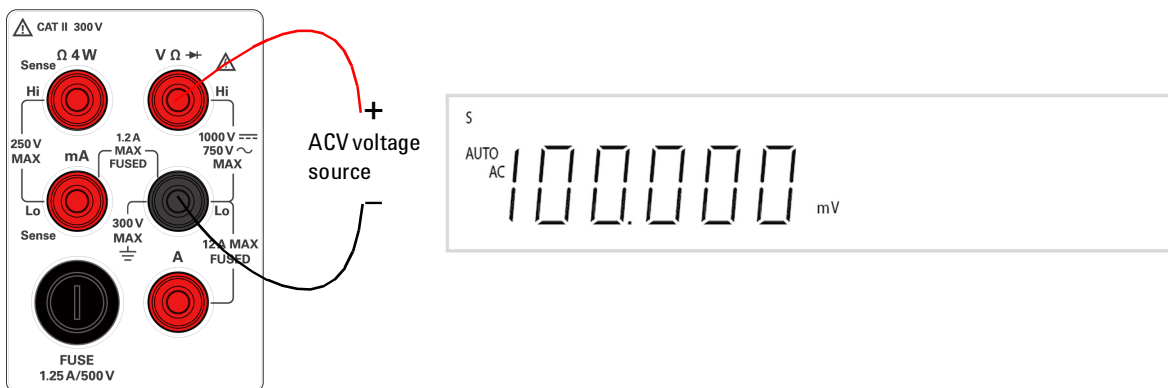 CAT II 300 V
Ω 4 W
V Ω
Sense
Hi
Hi
250 V
MAX
mA
1.2 A
MAX
FUSED
1000 V
750 V
MAX
Lo
Lo
Sense
300 V
MAX
12 A MAX
FUSED
A
FUSE
1.25 A/500 V
+
ACV voltage
source
–
S
AUTO
AC
100.000
mV